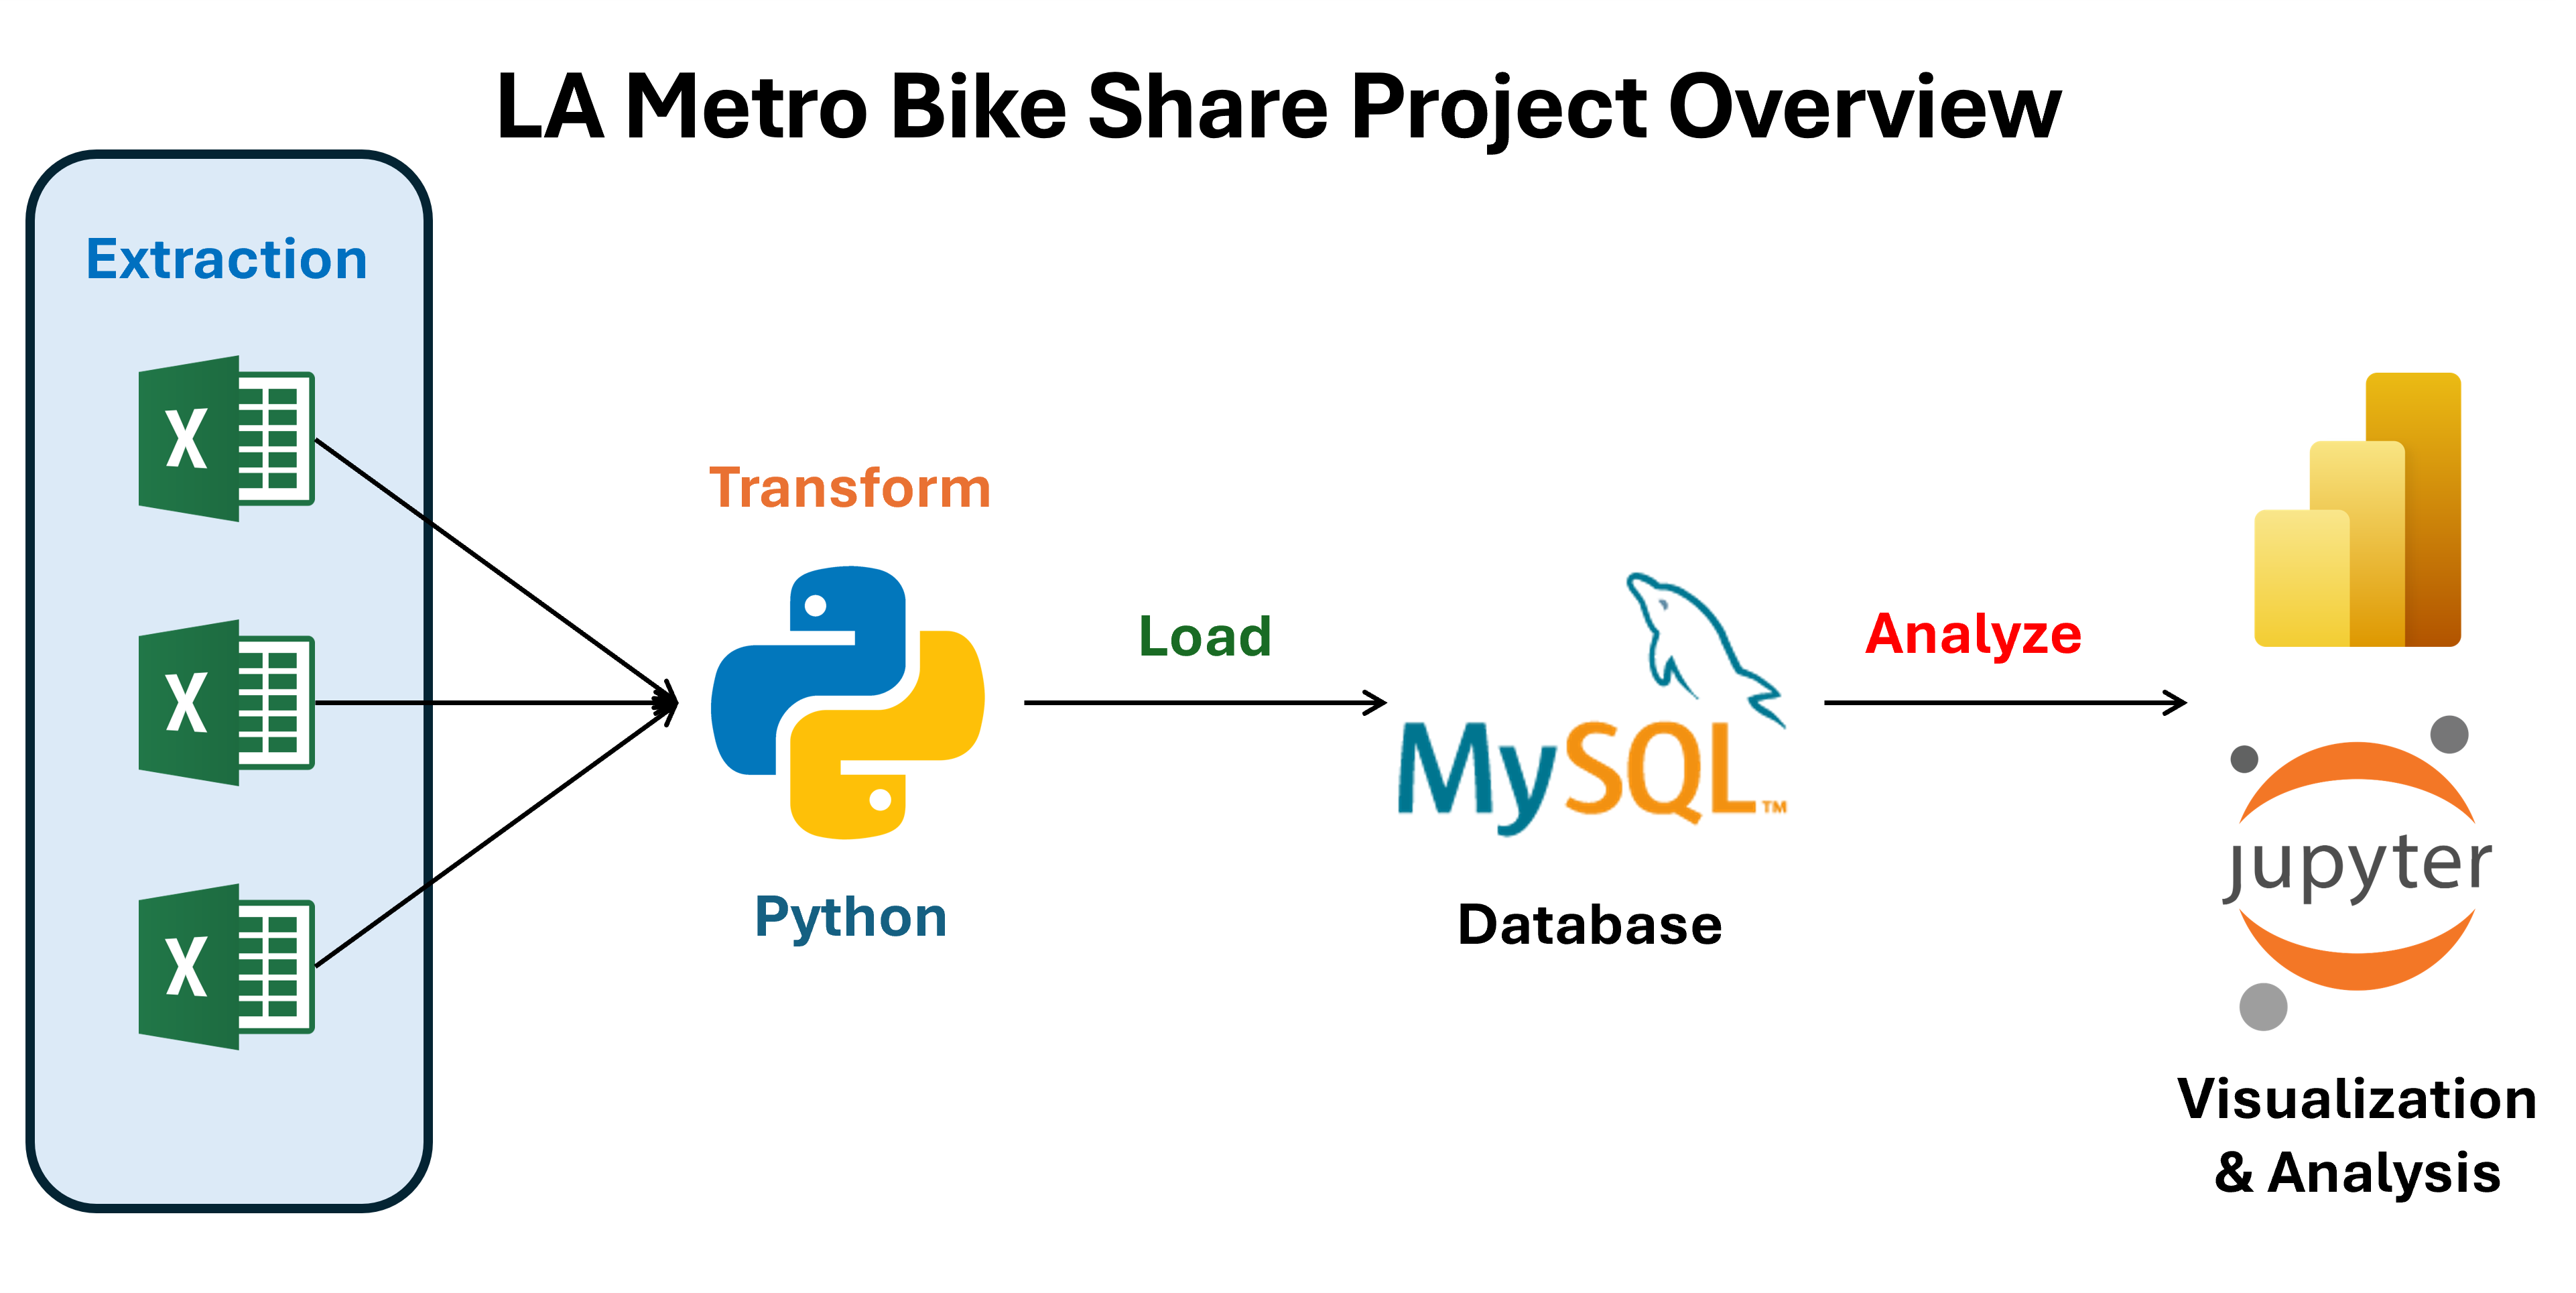 LA Metro Bike Share Project Overview
Extraction
X
X
X
Transform
Python
Load
MySQL™
Database
Analyze
jupyter
Visualization
& Analysis